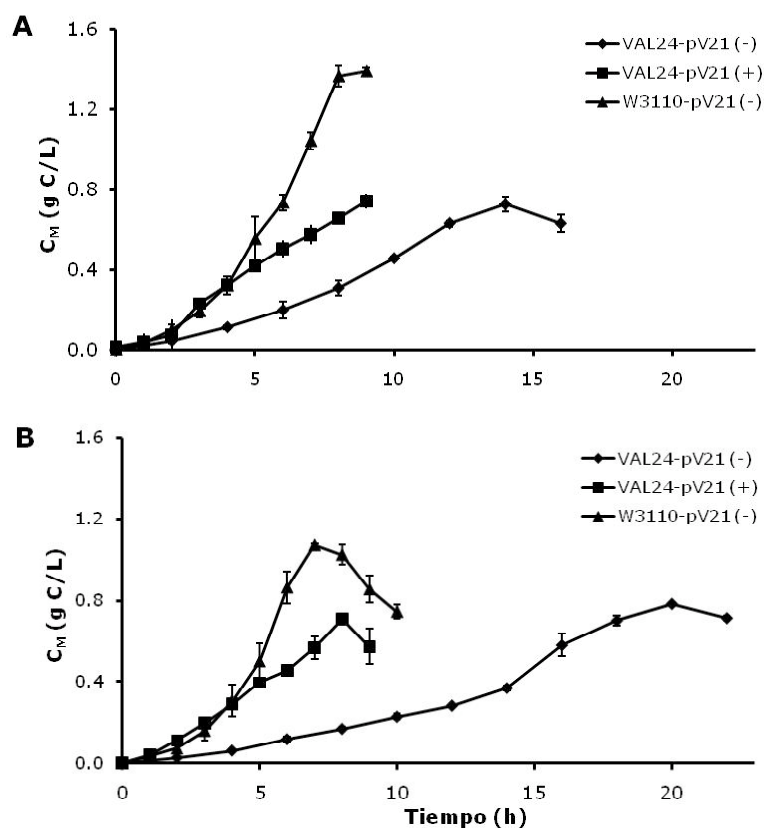 A
1.6
1.2
0.8
0.4
0.0
C_M (g C/L)
0
5
10
15
20
VAL24-pV21 (-)
VAL24-pV21 (+)
W3110-pV21 (-)
B
1.6
1.2
0.8
0.4
0.0
C_M (g C/L)
0
5
10
15
20
VAL24-pV21 (-)
VAL24-pV21 (+)
W3110-pV21 (-)
Tiempo (h)